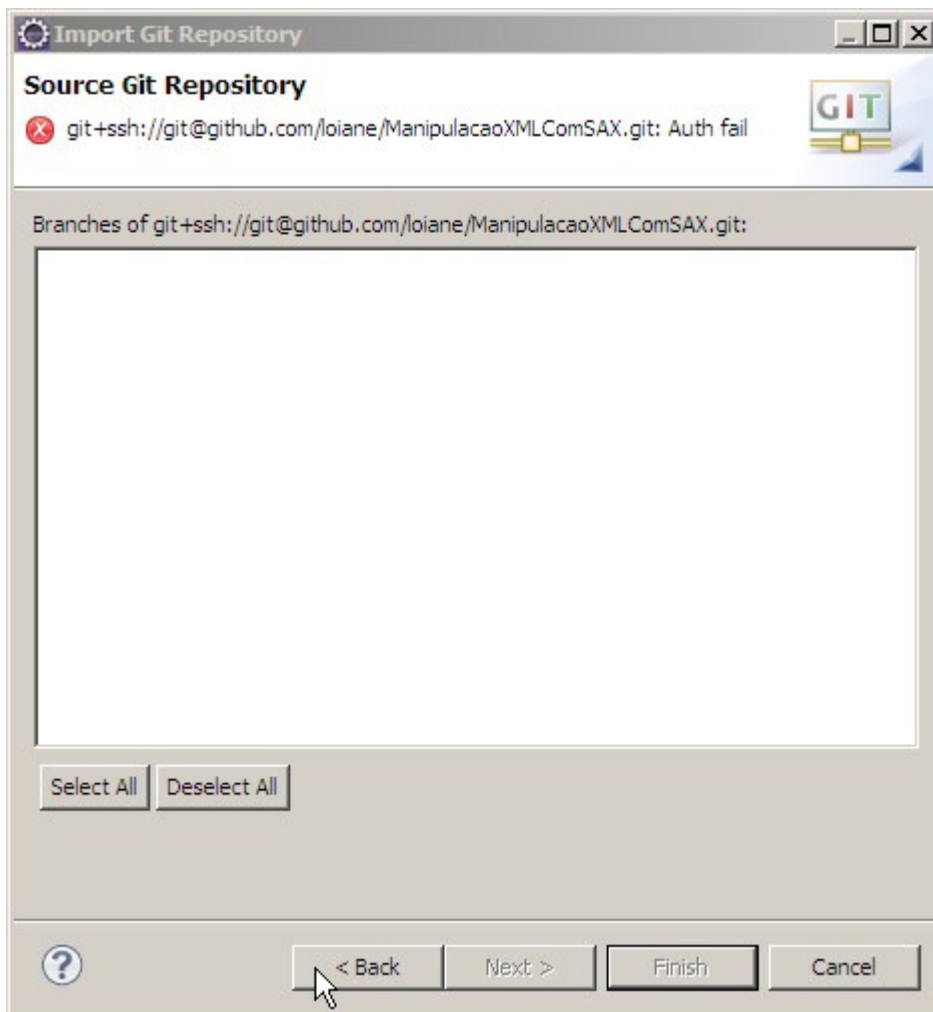 Import Git Repository
Source Git Repository
git+ssh://git@github.com/loiane/ManipulacaoXMLComSAX.git: Auth fail
GIT
Branches of git+ssh://git@github.com/loiane/ManipulacaoXMLComSAX.git:
Select All Deselect All
? < Back Next > Finish Cancel